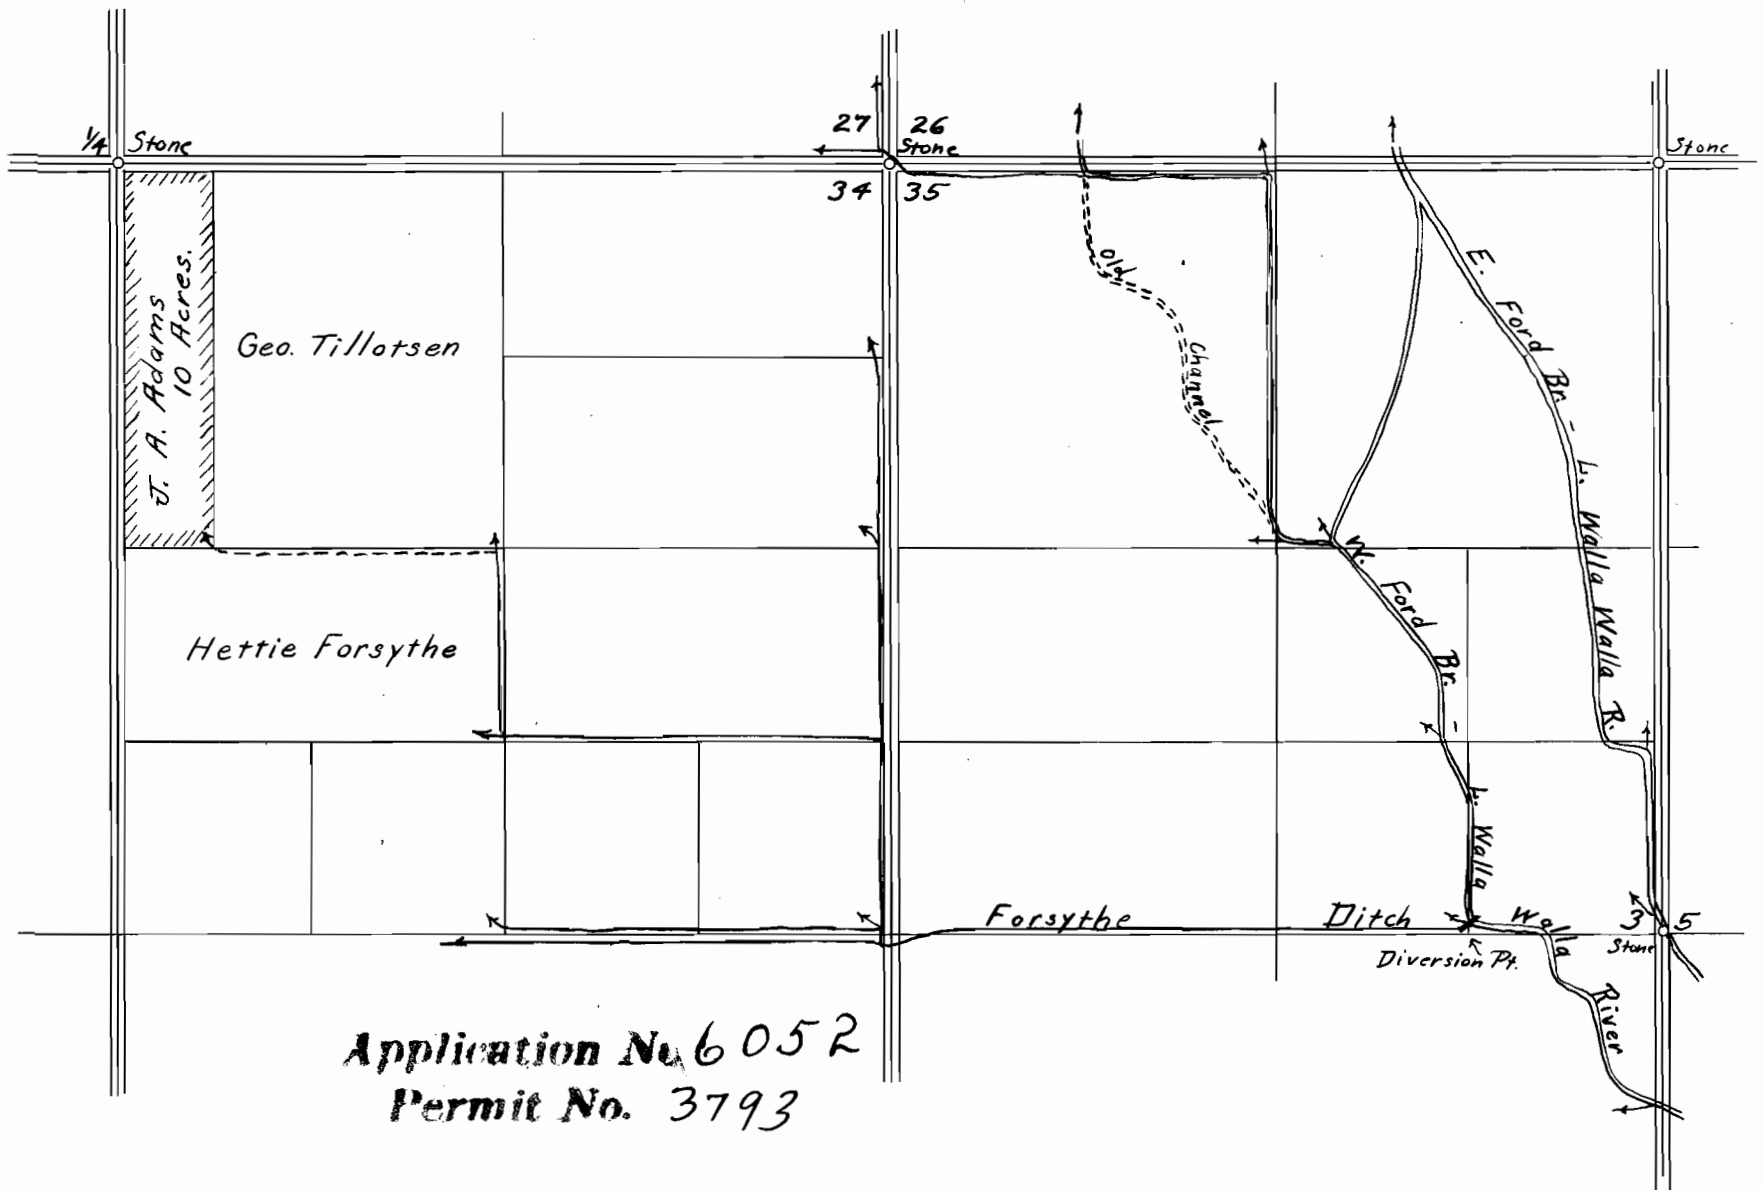 1/4 Stone
27 26
Stone
Stone
34 35
J. A. Adams
10 Acres.
Geo. Tillotsen
Hettie Forsythe
Old Channel
E. Ford Br. - L. Walla Walla R.
W. Ford Br. - L. Walla Walla River
Forsythe Ditch
Diversion Pt.
3 5
Stone
Application No. 6052
Permit No. 3793